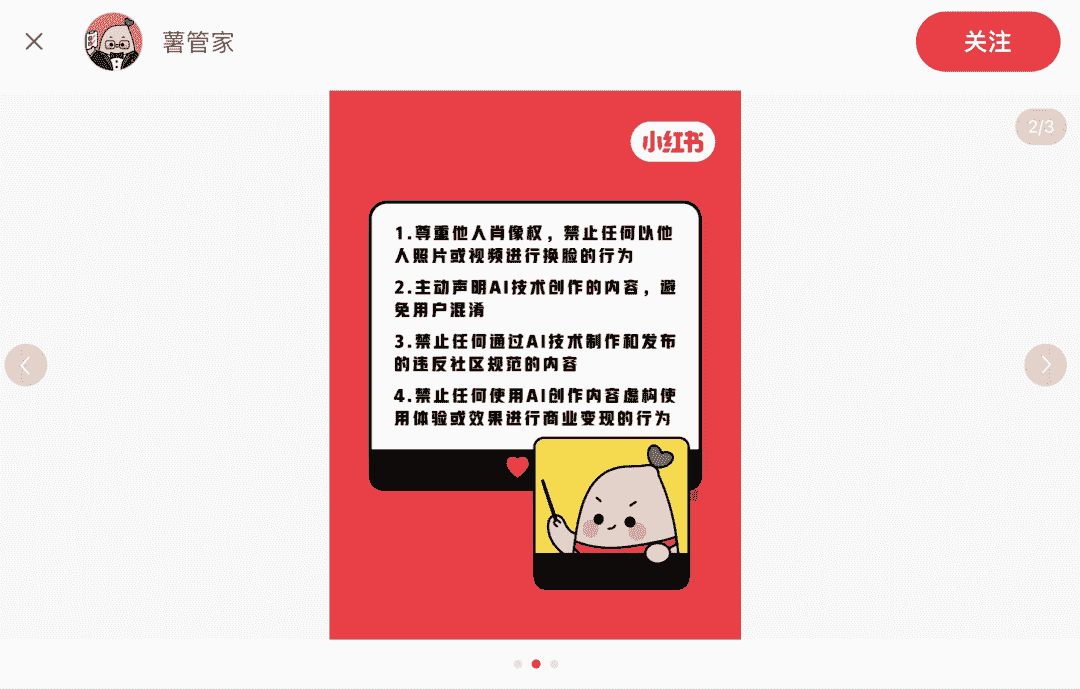 薯管家
关注
2/3
小红书
1.尊重他人肖像权，禁止任何以他
人照片或视频进行换脸的行为
2.主动声明AI技术创作的内容，避
免用户混淆
3.禁止任何通过AI技术制作和发布
的违反社区规范的内容
4.禁止任何使用AI创作内容虚构使
用体验或效果进行商业变现的行为